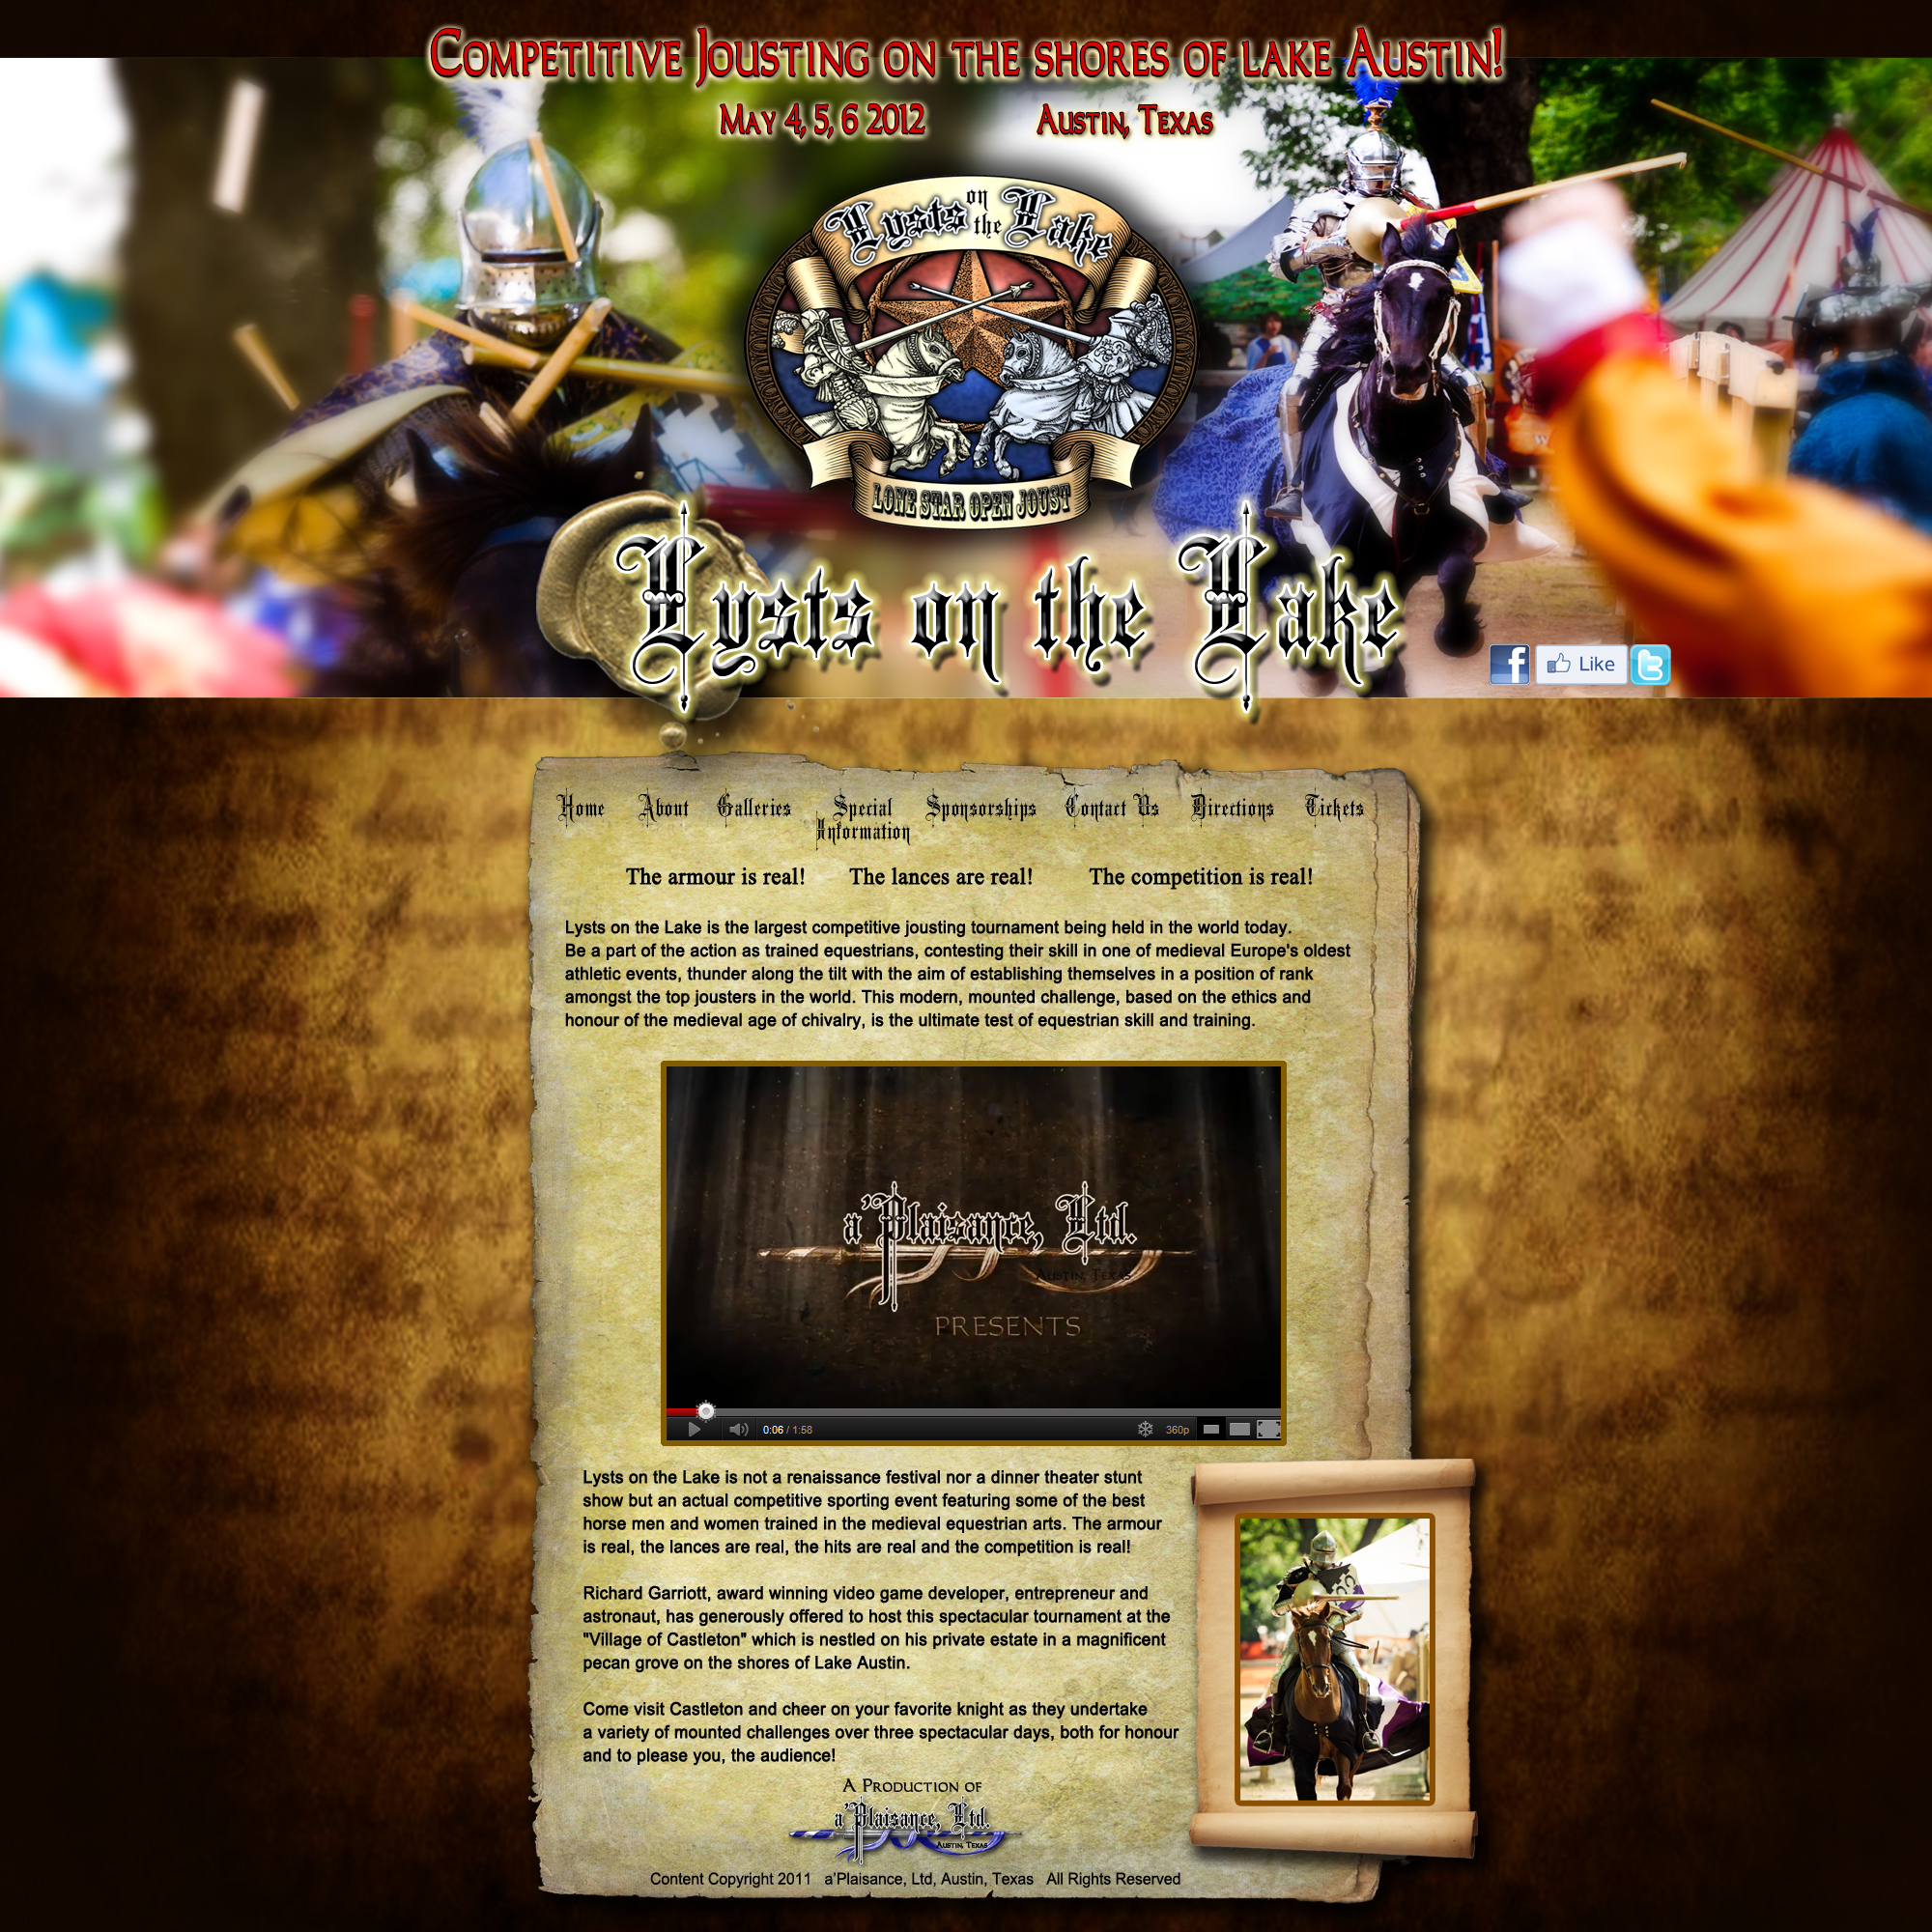 Competitive Jousting on the shores of lake Austin!
May 4, 5, 6 2012 Austin, Texas
Lysts on the Lake
LONE STAR OPEN JOUST
Lysts on the Lake
f Like t
Home About Galleries Special Information Sponsorships Contact Us Directions Tickets
The armour is real! The lances are real! The competition is real!
Lysts on the Lake is the largest competitive jousting tournament being held in the world today.
Be a part of the action as trained equestrians, contesting their skill in one of medieval Europe's oldest
athletic events, thunder along the tilt with the aim of establishing themselves in a position of rank
amongst the top jousters in the world. This modern, mounted challenge, based on the ethics and
honour of the medieval age of chivalry, is the ultimate test of equestrian skill and training.
a'Plaisance, Ltd.
Austin, Texas
PRESENTS
0:06 / 1:58 360p
Lysts on the Lake is not a renaissance festival nor a dinner theater stunt
show but an actual competitive sporting event featuring some of the best
horse men and women trained in the medieval equestrian arts. The armour
is real, the lances are real, the hits are real and the competition is real!
Richard Garriott, award winning video game developer, entrepreneur and
astronaut, has generously offered to host this spectacular tournament at the
"Village of Castleton" which is nestled on his private estate in a magnificent
pecan grove on the shores of Lake Austin.
Come visit Castleton and cheer on your favorite knight as they undertake
a variety of mounted challenges over three spectacular days, both for honour
and to please you, the audience!
A Production of
a'Plaisance, Ltd.
Austin, Texas
Content Copyright 2011 a'Plaisance, Ltd, Austin, Texas All Rights Reserved